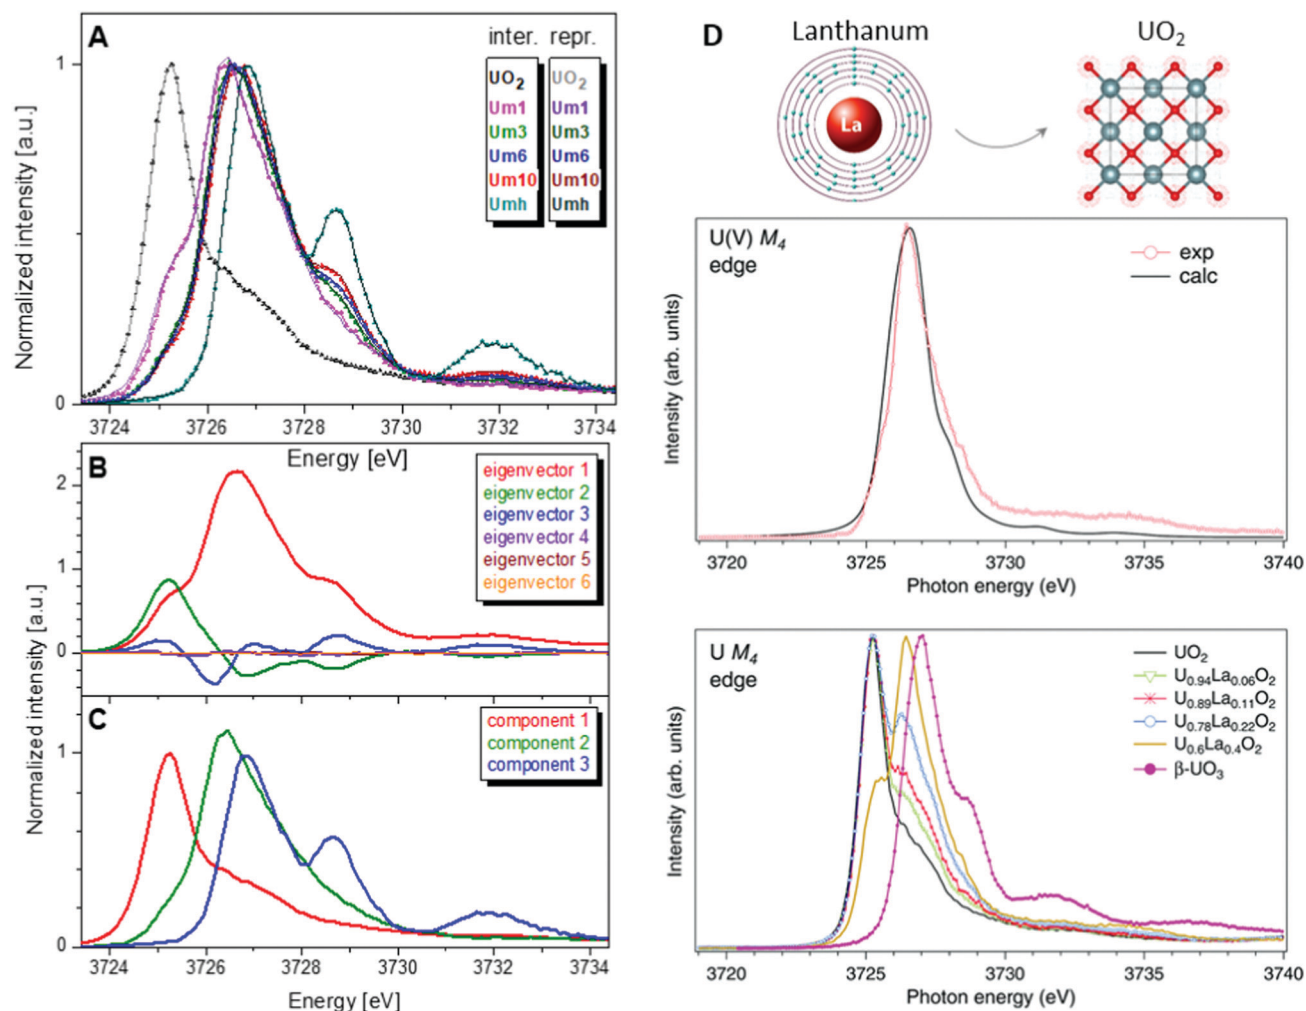 A
inter. repr.
UO2 UO2
Um1 Um1
Um3 Um3
Um6 Um6
Um10 Um10
Umh Umh
Normalized intensity [a.u.]
1
0
3724 3726 3728 3730 3732 3734
Energy [eV]
B
eigenvector 1
eigenvector 2
eigenvector 3
eigenvector 4
eigenvector 5
eigenvector 6
2
1
0
Normalized intensity [a.u.]
C
component 1
component 2
component 3
1
0
3724 3726 3728 3730 3732 3734
Energy [eV]
D
Lanthanum UO2
La
U(V) M4
edge
exp
calc
Intensity (arb. units)
3720 3725 3730 3735 3740
Photon energy (eV)
U M4
edge
UO2
U0.94La0.06O2
U0.89La0.11O2
U0.78La0.22O2
U0.6La0.4O2
β-UO3
Intensity (arb. units)
3720 3725 3730 3735 3740
Photon energy (eV)